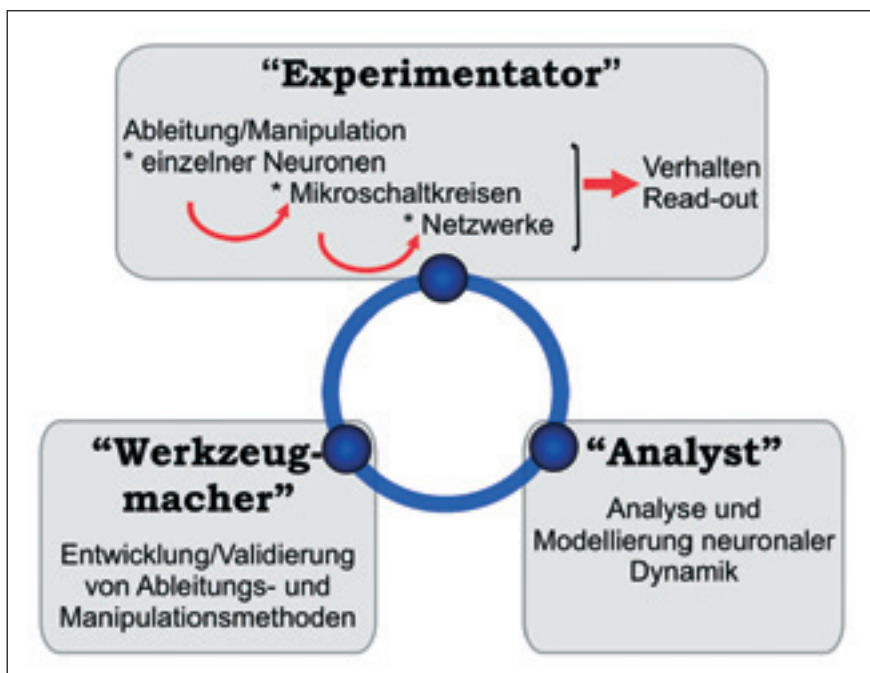 “Experimentator”
Ableitung/Manipulation
* einzelner Neuronen
* Mikroschaltkreisen
* Netzwerke
Verhalten
Read-out
“Werkzeug-
macher”
Entwicklung/Validierung
von Ableitungs- und
Manipulationsmethoden
“Analyst”
Analyse und
Modellierung neuronaler
Dynamik